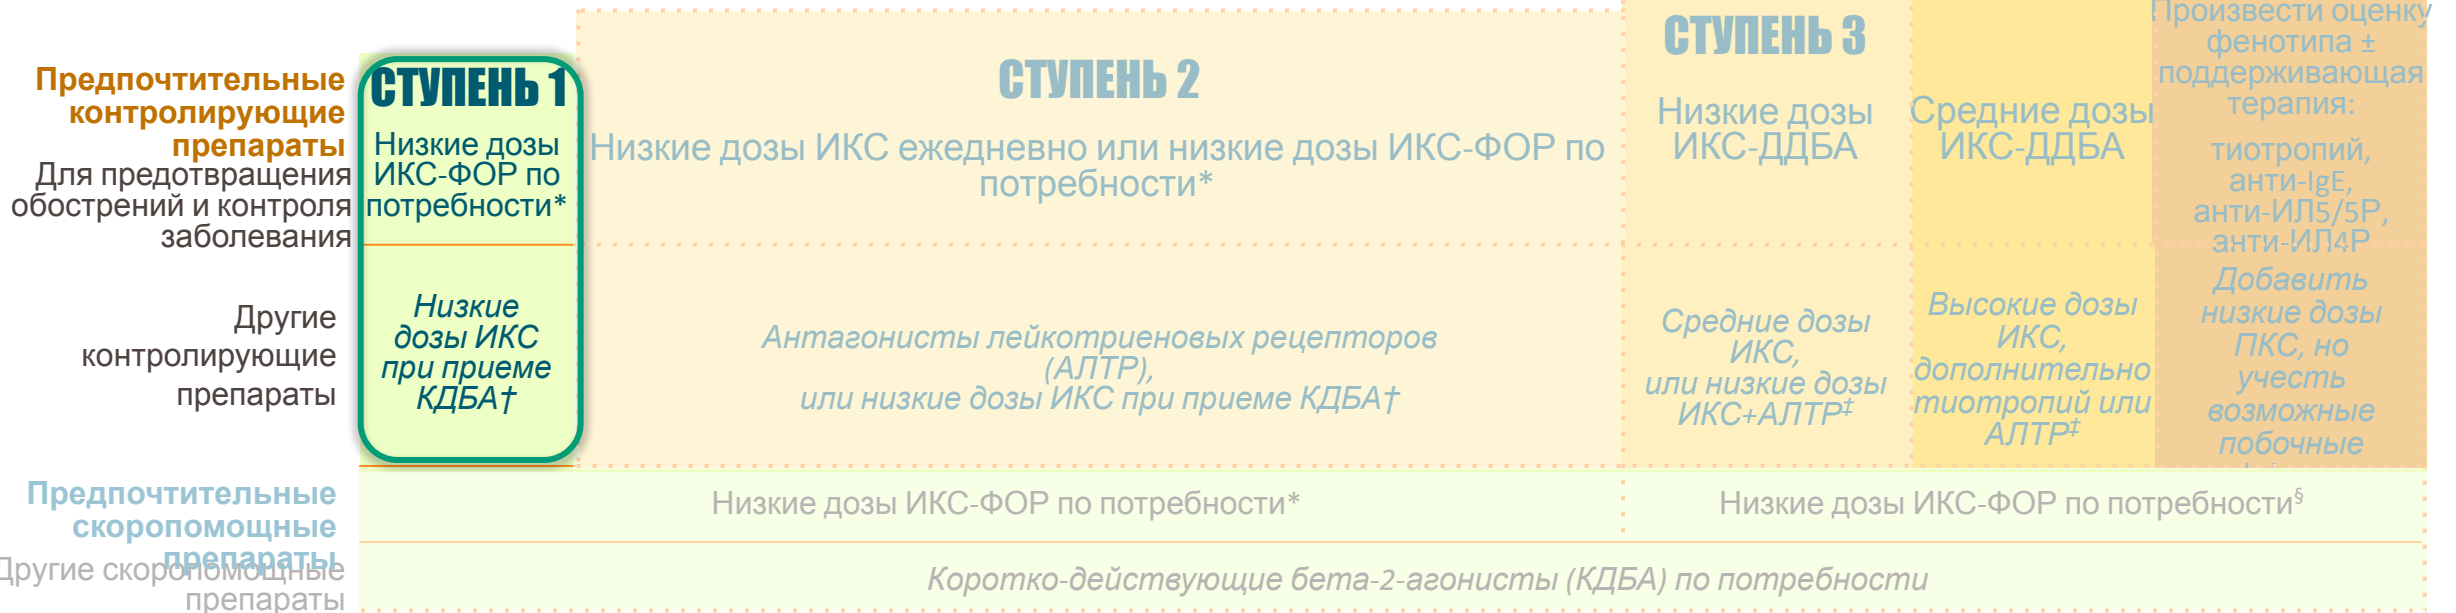 Предпочтительные
контролирующие
препараты
Для предотвращения
обострений и контроля
заболевания
СТУПЕНЬ 1
Низкие дозы
ИКС-ФОР по
потребности*
СТУПЕНЬ 2
Низкие дозы ИКС ежедневно или низкие дозы ИКС-ФОР по
потребности*
СТУПЕНЬ 3
Низкие дозы
ИКС-ДДБА
Средние дозы
ИКС-ДДБА
Произвести оценку
фенотипа ±
поддерживающая
терапия:
тиотропий,
анти-IgE,
анти-ИЛ5/5Р,
анти-ИЛ4Р
Другие
контролирующие
препараты
Низкие
дозы ИКС
при приеме
КДБА†
Антагонисты лейкотриеновых рецепторов
(АЛТР),
или низкие дозы ИКС при приеме КДБА†
Средние дозы
ИКС,
или низкие дозы
ИКС+АЛТР‡
Высокие дозы
ИКС,
дополнительно
тиотропий или
АЛТР‡
Добавить
низкие дозы
ПКС, но
учесть
возможные
побочные
Предпочтительные
скоропомощные
препараты
Низкие дозы ИКС-ФОР по потребности*
Низкие дозы ИКС-ФОР по потребности§
Другие скоропомощные
препараты
Коротко-действующие бета-2-агонисты (КДБА) по потребности